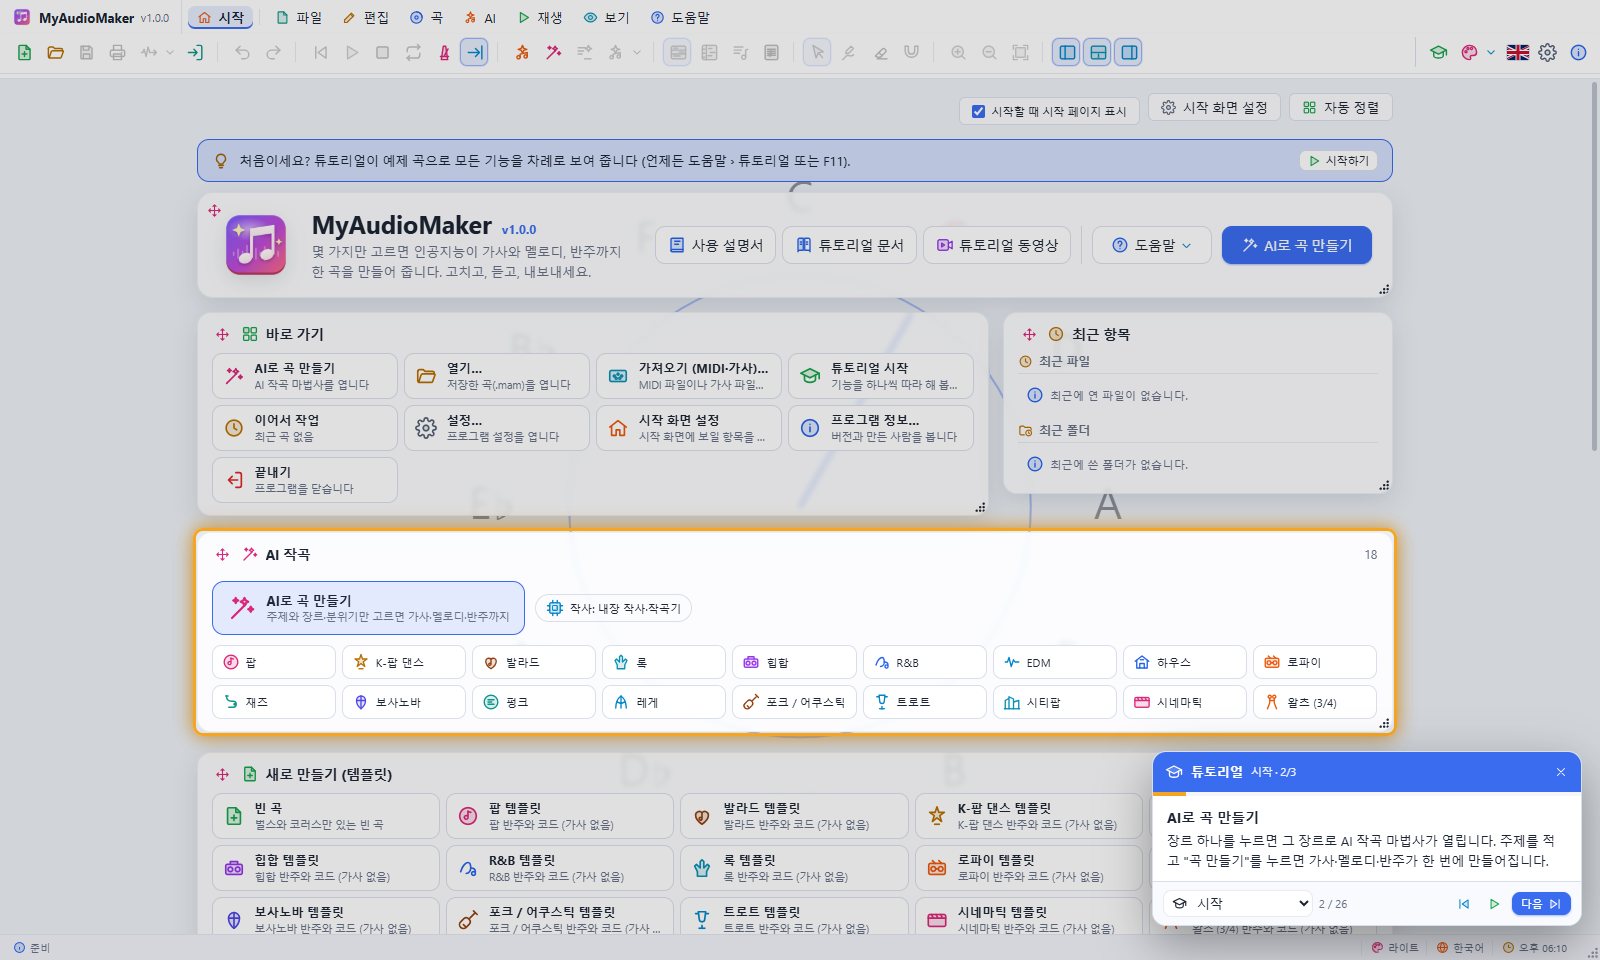 MyAudioMaker v1.0.0 시작 파일 편집 곡 AI 재생 보기 도움말
시작할 때 시작 페이지 표시 시작 화면 설정 자동 정렬
처음이세요? 튜토리얼이 예제 곡으로 모든 기능을 차례로 보여 줍니다 (언제든 도움말 › 튜토리얼 또는 F11). 시작하기
C
MyAudioMaker v1.0.0
몇 가지만 고르면 인공지능이 가사와 멜로디, 반주까지
한 곡을 만들어 줍니다. 고치고, 듣고, 내보내세요.
사용 설명서 튜토리얼 문서 튜토리얼 동영상 도움말 AI로 곡 만들기
바로 가기
AI로 곡 만들기
AI 작곡 마법사를 엽니다
열기...
저장한 곡(.mam)을 엽니다
가져오기 (MIDI·가사)...
MIDI 파일이나 가사 파일...
튜토리얼 시작
기능을 하나씩 따라 해 봅...
이어서 작업
최근 곡 없음
설정...
프로그램 설정을 엽니다
시작 화면 설정
시작 화면에 보일 항목을 ...
프로그램 정보...
버전과 만든 사람을 봅니다
끝내기
프로그램을 닫습니다
최근 항목
최근 파일
최근에 연 파일이 없습니다.
최근 폴더
최근에 쓴 폴더가 없습니다.
B♭
E♭
A
AI 작곡 18
AI로 곡 만들기
주제와 장르·분위기만 고르면 가사·멜로디·반주까지
작사: 내장 작사·작곡기
팝 K-팝 댄스 발라드 록 힙합 R&B EDM 하우스 로파이
재즈 보사노바 펑크 레게 포크 / 어쿠스틱 트로트 시티팝 시네마틱 왈츠 (3/4)
D♭ B
새로 만들기 (템플릿)
빈 곡
벌스와 코러스만 있는 빈 곡
팝 템플릿
팝 반주와 코드 (가사 없음)
발라드 템플릿
발라드 반주와 코드 (가사 없음)
K-팝 댄스 템플릿
K-팝 댄스 반주와 코드 (가사 없음)
힙합 템플릿
힙합 반주와 코드 (가사 없음)
R&B 템플릿
R&B 반주와 코드 (가사 없음)
록 템플릿
록 반주와 코드 (가사 없음)
로파이 템플릿
로파이 반주와 코드 (가사 없음)
보사노바 템플릿
보사노바 반주와 코드 (가사 없음)
포크 / 어쿠스틱 템플릿
포크 / 어쿠스틱 반주와 코드 (가사 ...
트로트 템플릿
트로트 반주와 코드 (가사 없음)
시네마틱 템플릿
시네마틱 반주와 코드 (가사 없음)
왈츠 (3/4) 반주와 코드 (가사 없음)
튜토리얼 시작 · 2/3
AI로 곡 만들기
장르 하나를 누르면 그 장르로 AI 작곡 마법사가 열립니다. 주제를 적
고 "곡 만들기"를 누르면 가사·멜로디·반주가 한 번에 만들어집니다.
시작 2 / 26 다음
준비 라이트 한국어 오후 06:10